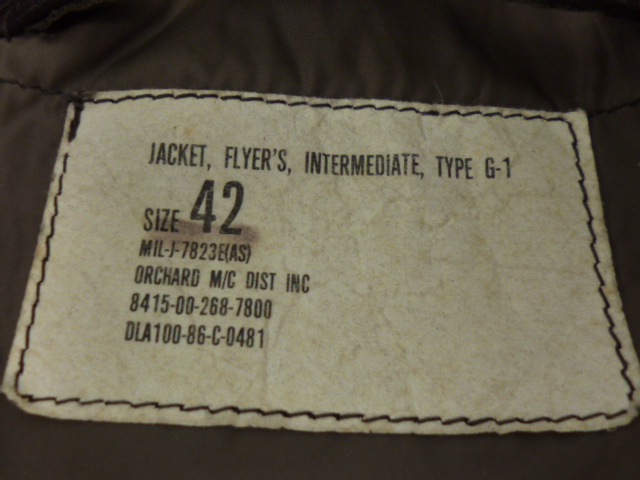 JACKET, FLYER'S, INTERMEDIATE, TYPE G-1
SIZE 42
MIL-J-7823E(AS)
ORCHARD M/C DIST INC
8415-00-268-7800
DLA100-86-C-0481